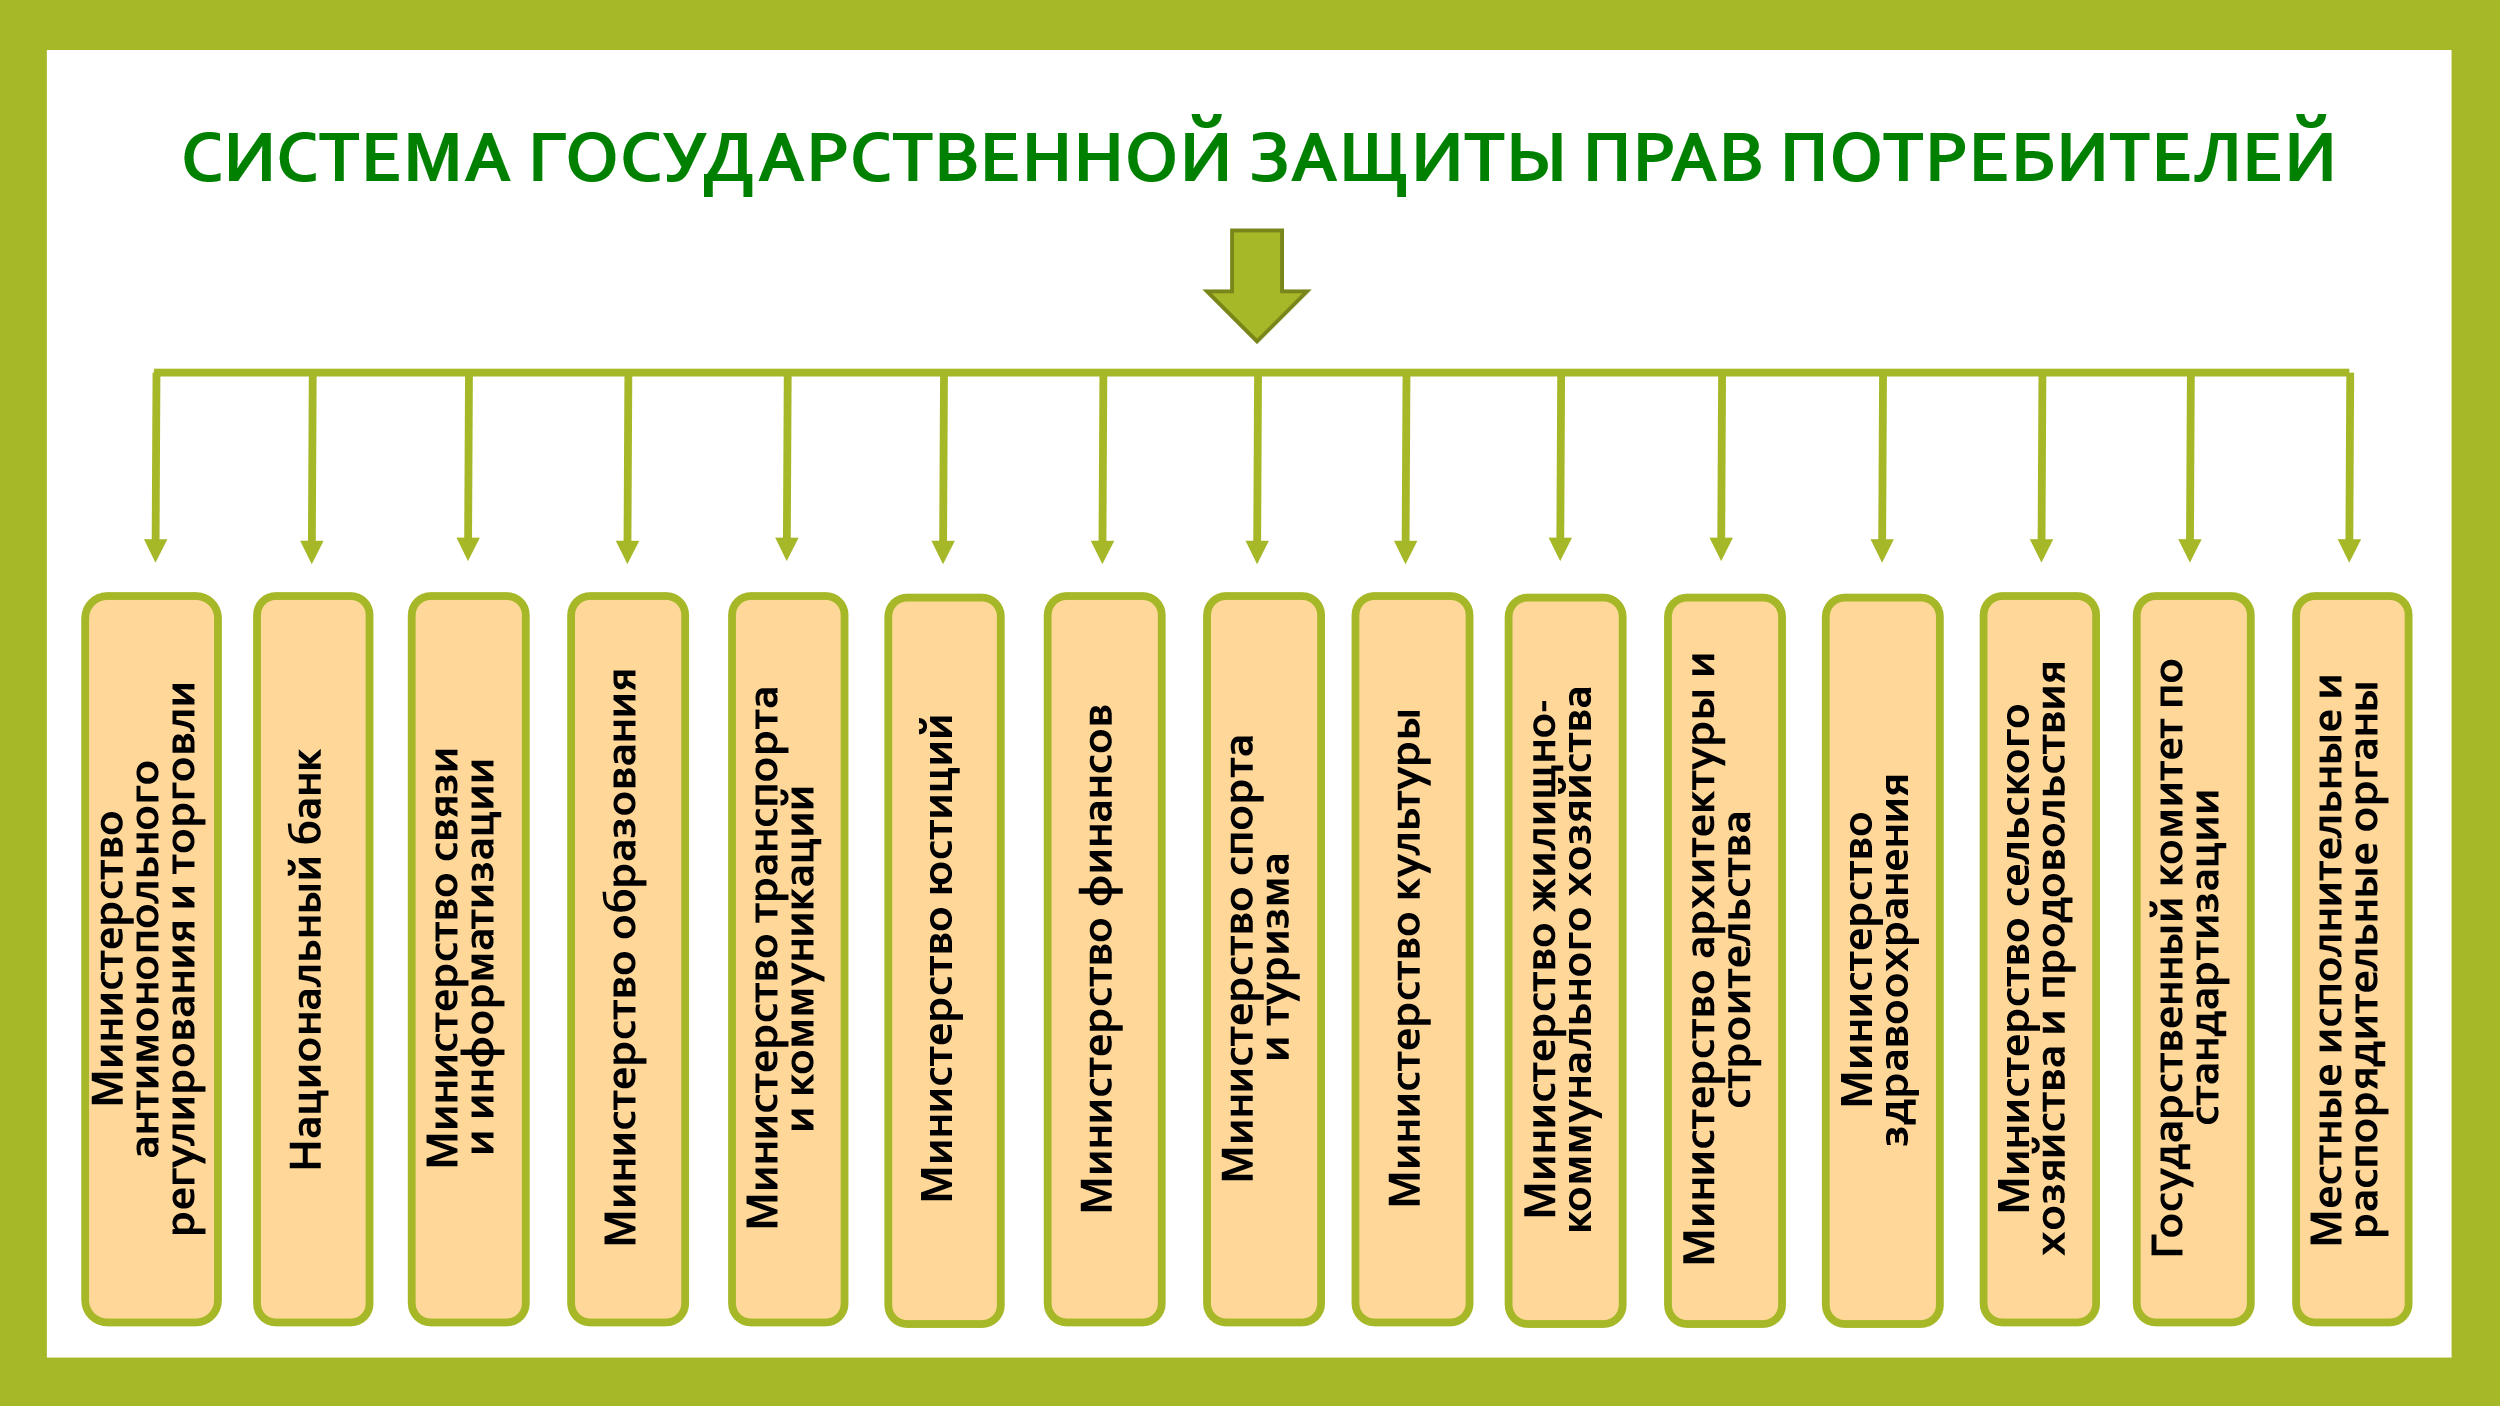 СИСТЕМА ГОСУДАРСТВЕННОЙ ЗАЩИТЫ ПРАВ ПОТРЕБИТЕЛЕЙ
Министерство
антимонопольного
регулирования и торговли
Национальный банк
Министерство связи
и информатизации
Министерство образования
Министерство транспорта
и коммуникаций
Министерство юстиций
Министерство финансов
Министерство спорта
и туризма
Министерство культуры
Министерство жилищно-
коммунального хозяйства
Министерство архитектуры и
строительства
Министерство
здравоохранения
Министерство сельского
хозяйства и продовольствия
Государственный комитет по
стандартизации
Местные исполнительные и
распорядительные органы